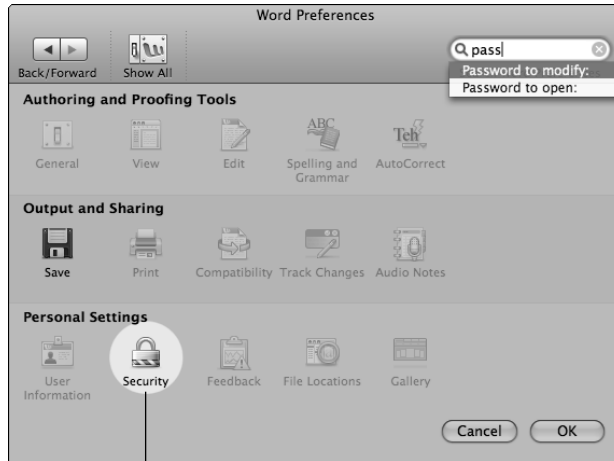 Word Preferences
Back/Forward
Show All
pass
Password to modify:
Password to open:
Authoring and Proofing Tools
ABC
Teh
General
View
Edit
Spelling and
Grammar
AutoCorrect
Output and Sharing
Save
Print
Compatibility
Track Changes
Audio Notes
Personal Settings
User
Information
Security
Feedback
File Locations
Gallery
Cancel
OK